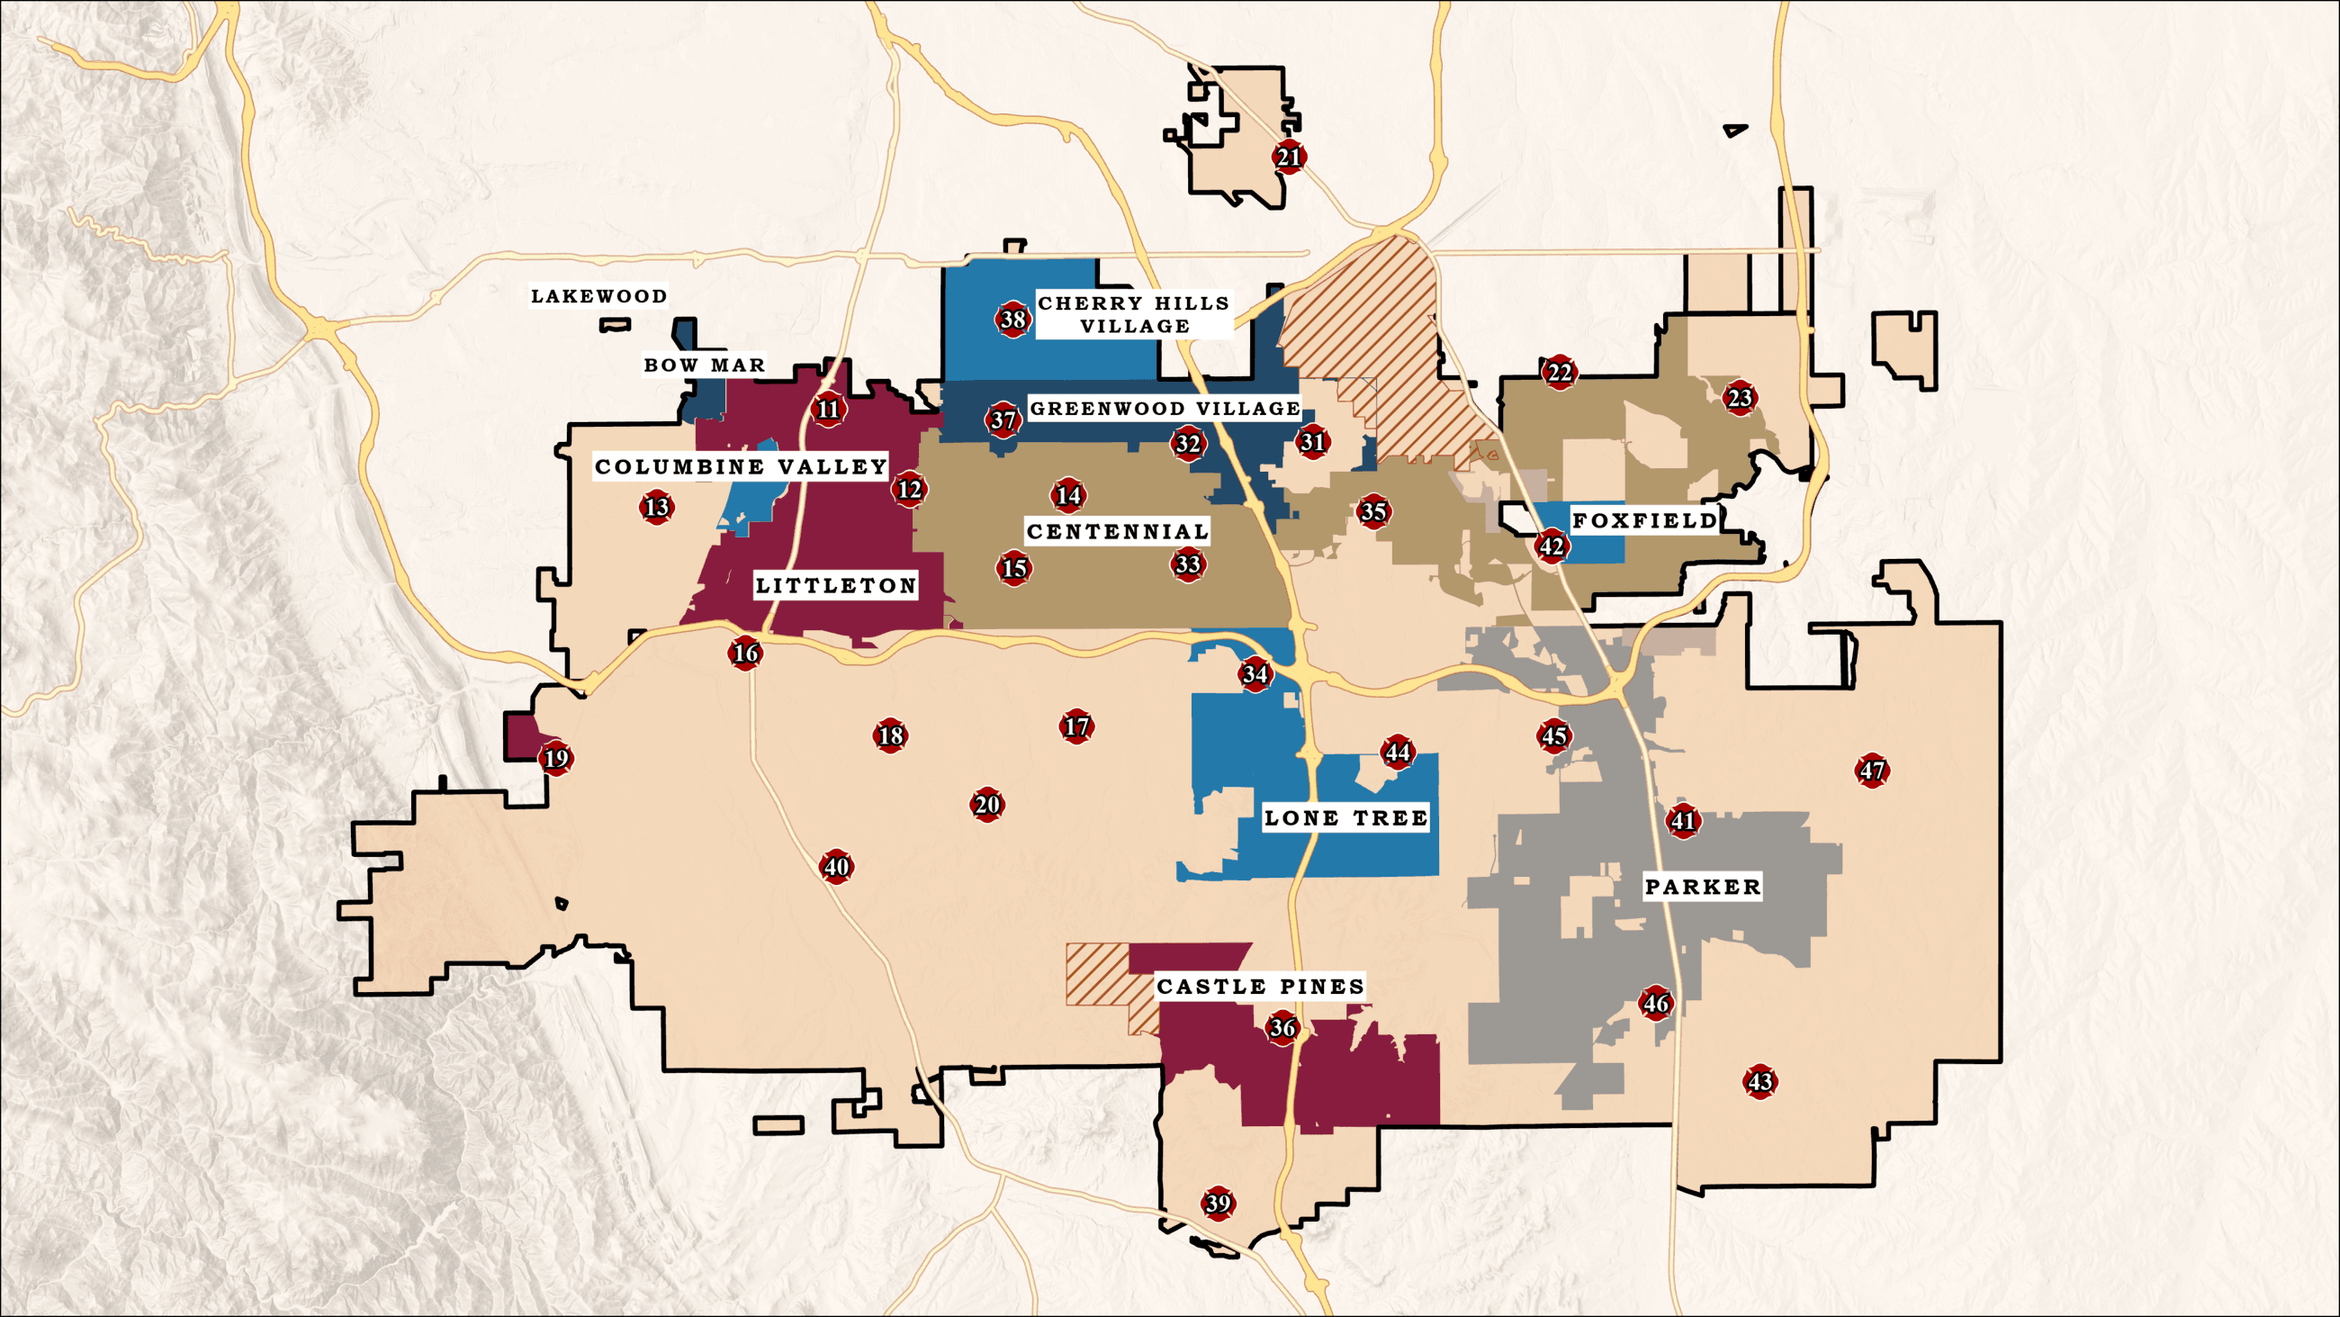 21
LAKEWOOD
38
CHERRY HILLS
VILLAGE
BOW MAR
22
23
11
37
GREENWOOD VILLAGE
32
31
COLUMBINE VALLEY
12
14
13
35
CENTENNIAL
FOXFIELD
42
15
33
LITTLETON
16
34
18
17
45
44
19
47
20
LONE TREE
41
40
PARKER
CASTLE PINES
46
36
43
39